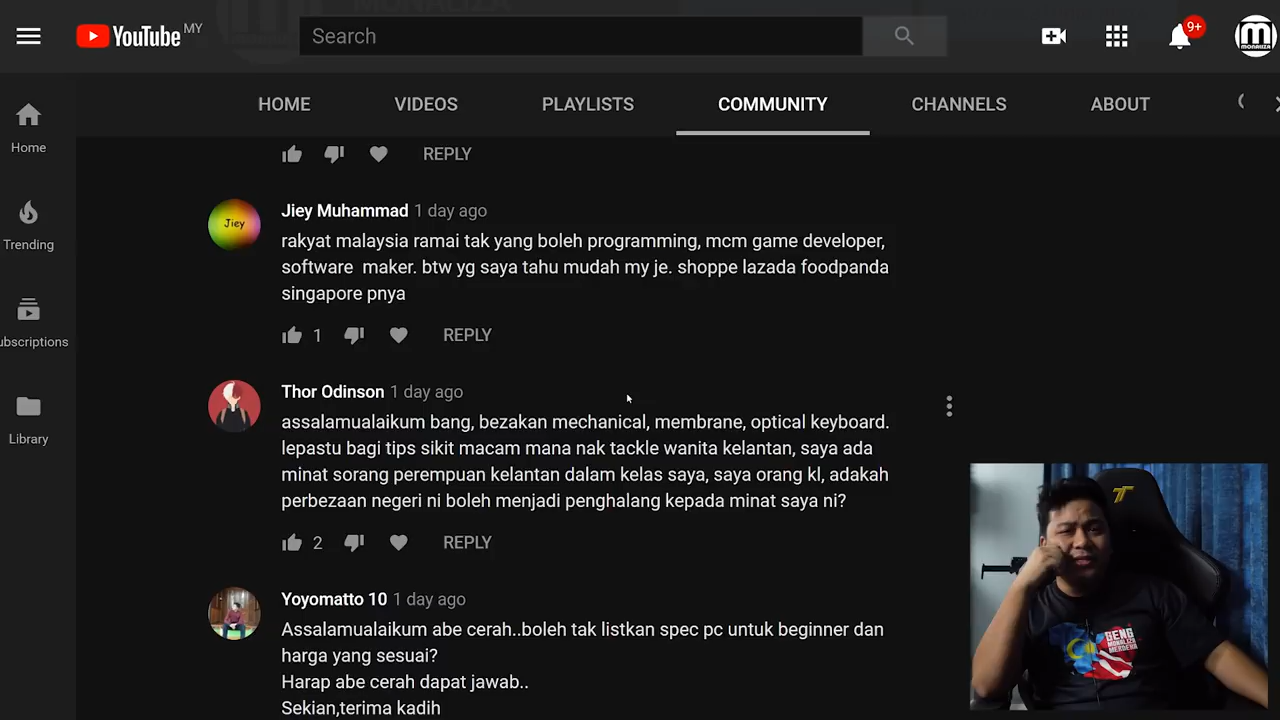 MONALIZA
YouTube MY
Search
9+
MONALIZA
HOME
VIDEOS
PLAYLISTS
COMMUNITY
CHANNELS
ABOUT
Home
Trending
ubscriptions
Library
REPLY
Jiey
Jiey Muhammad 1 day ago
rakyat malaysia ramai tak yang boleh programming, mcm game developer,
software maker. btw yg saya tahu mudah my je. shoppe lazada foodpanda
singapore pnya
1
REPLY
Thor Odinson 1 day ago
assalamualaikum bang, bezakan mechanical, membrane, optical keyboard.
lepastu bagi tips sikit macam mana nak tackle wanita kelantan, saya ada
minat sorang perempuan kelantan dalam kelas saya, saya orang kl, adakah
perbezaan negeri ni boleh menjadi penghalang kepada minat saya ni?
2
REPLY
Yoyomatto 10 1 day ago
Assalamualaikum abe cerah..boleh tak listkan spec pc untuk beginner dan
harga yang sesuai?
Harap abe cerah dapat jawab..
Sekian,terima kadih
BENG
MONALIZA
MERDEKA